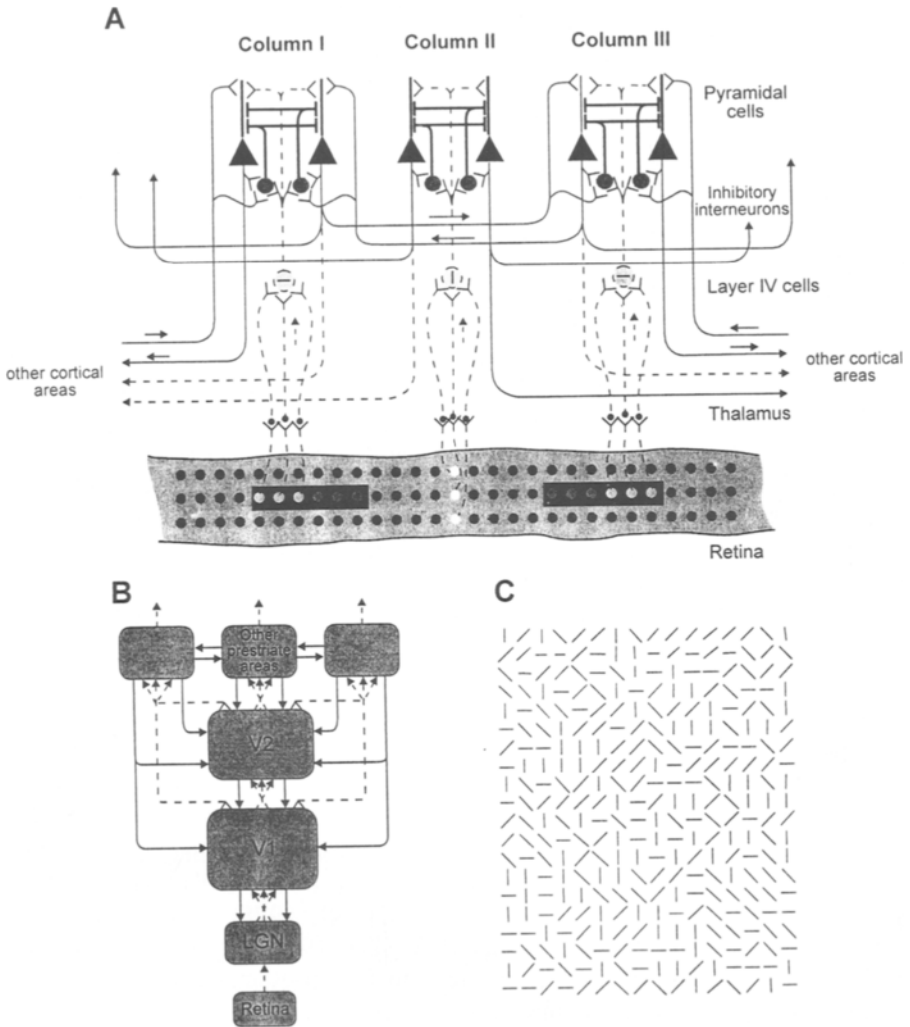 A
Column I
Column II
Column III
Pyramidal
cells
Inhibitory
interneurons
Layer IV cells
other cortical
areas
other cortical
areas
Thalamus
Retina
B
Other
prestriate
areas
V2
V1
LGN
Retina
C